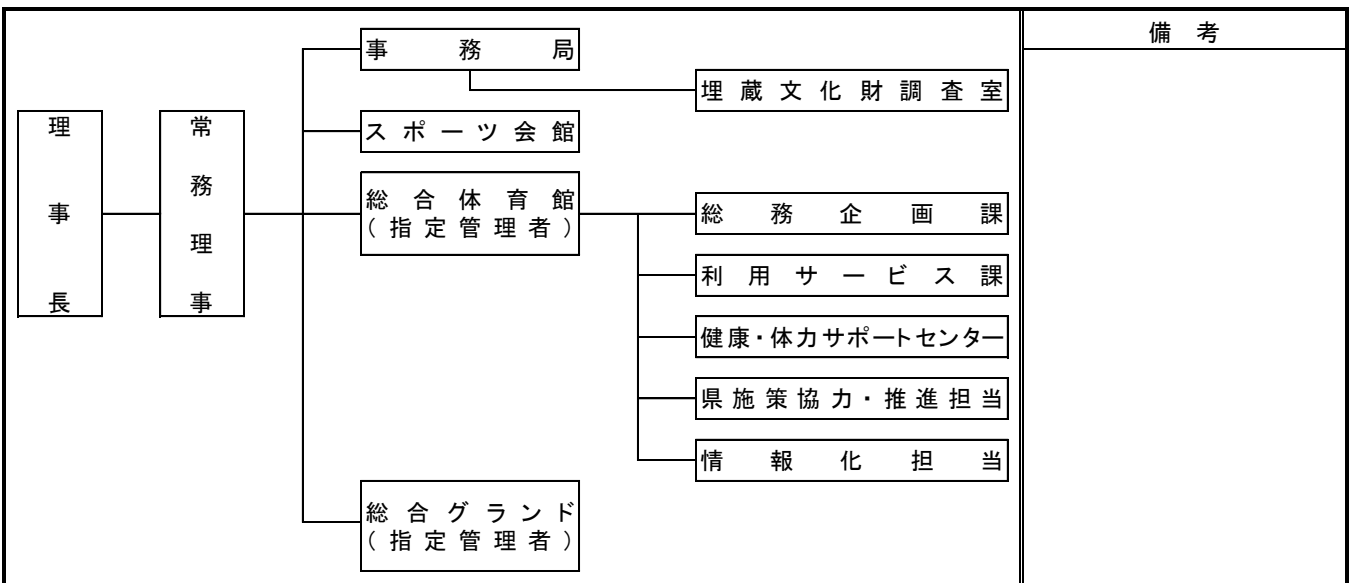 備考
事務局
埋蔵文化財調査室
理事長
常務理事
スポーツ会館
総合体育館
(指定管理者)
総務企画課
利用サービス課
健康・体力サポートセンター
県施策協力・推進担当
情報化担当
総合グランド
(指定管理者)